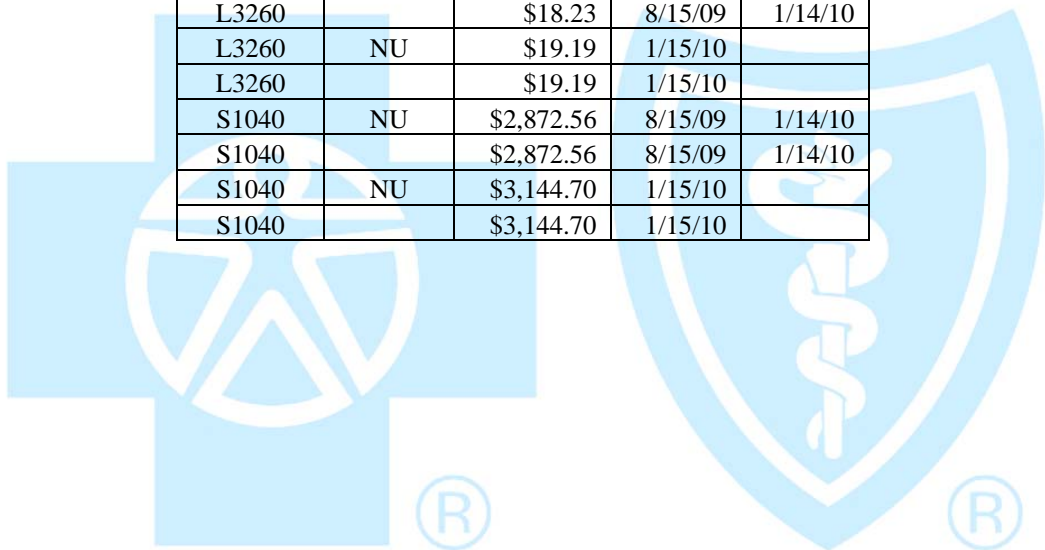 L3260 $18.23 8/15/09 1/14/10
L3260 NU $19.19 1/15/10
L3260 $19.19 1/15/10
S1040 NU $2,872.56 8/15/09 1/14/10
S1040 $2,872.56 8/15/09 1/14/10
S1040 NU $3,144.70 1/15/10
S1040 $3,144.70 1/15/10
® ®